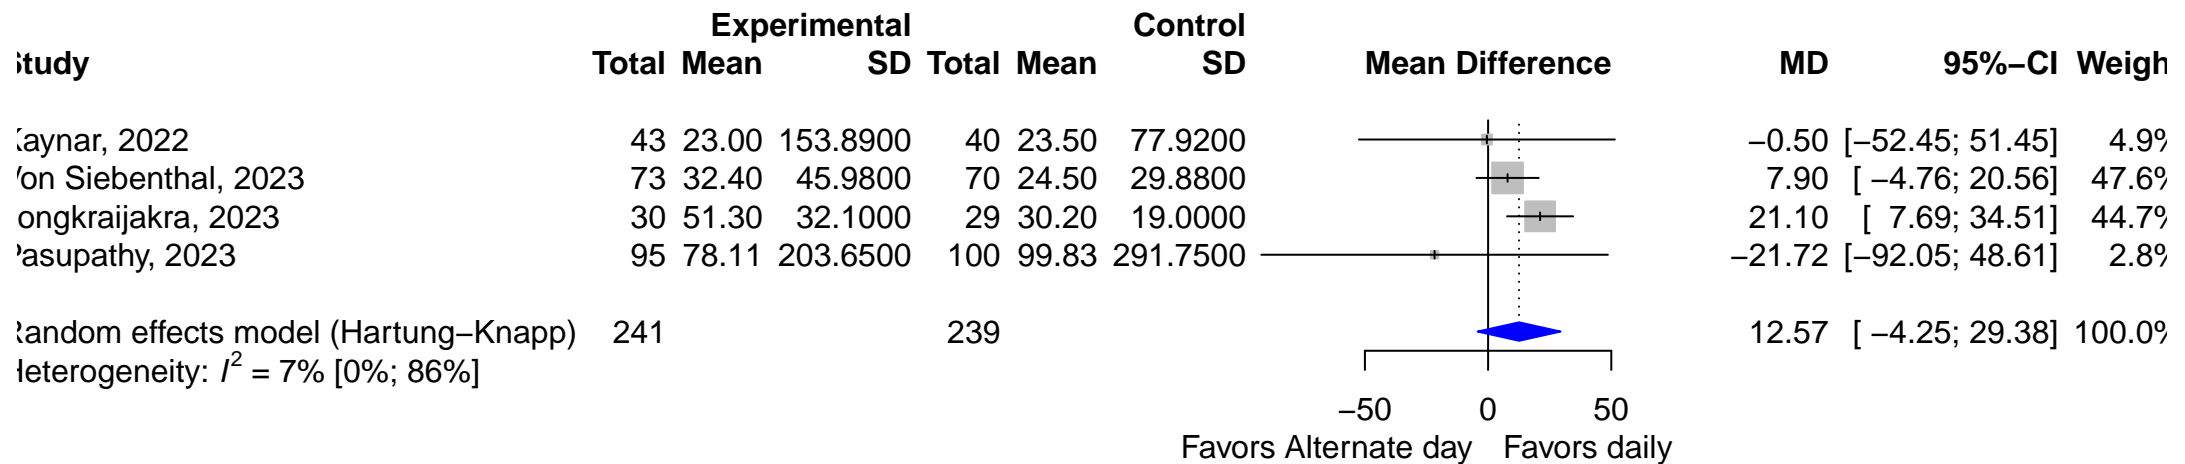 Experimental Control
Study Total Mean SD Total Mean SD Mean Difference MD 95%−CI Weigh
Kaynar, 2022 43 23.00 153.8900 40 23.50 77.9200 −0.50 [−52.45; 51.45] 4.9%
Von Siebenthal, 2023 73 32.40 45.9800 70 24.50 29.8800 7.90 [ −4.76; 20.56] 47.6%
ongkraijakra, 2023 30 51.30 32.1000 29 30.20 19.0000 21.10 [ 7.69; 34.51] 44.7%
Pasupathy, 2023 95 78.11 203.6500 100 99.83 291.7500 −21.72 [−92.05; 48.61] 2.8%
Random effects model (Hartung−Knapp) 241 239 12.57 [ −4.25; 29.38] 100.0%
Heterogeneity: I² = 7% [0%; 86%]
−50 0 50
Favors Alternate day Favors daily